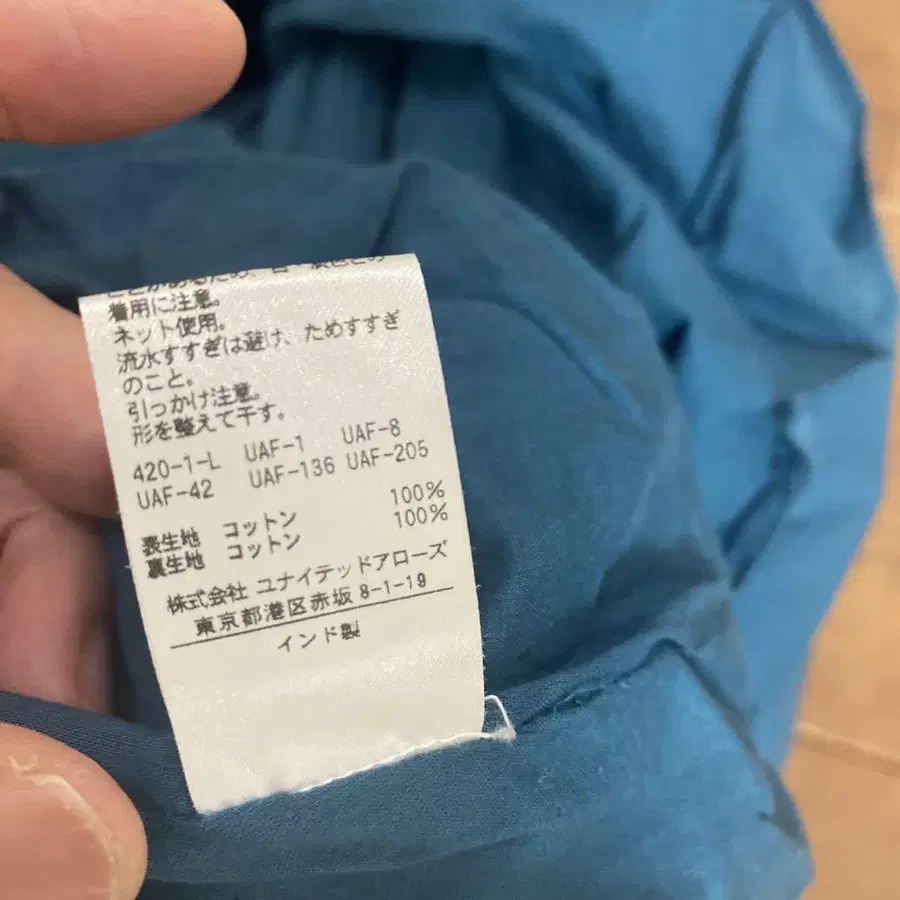 着用に注意。
ネット使用。
流水すすぎは避け、ためすすぎ
のこと。
引っかけ注意。
形を整えて干す。
420-1-L UAF-1 UAF-8
UAF-42 UAF-136 UAF-205
表生地 コットン 100%
裏生地 コットン 100%
株式会社 ユナイテッドアローズ
東京都港区赤坂 8-1-19
インド製